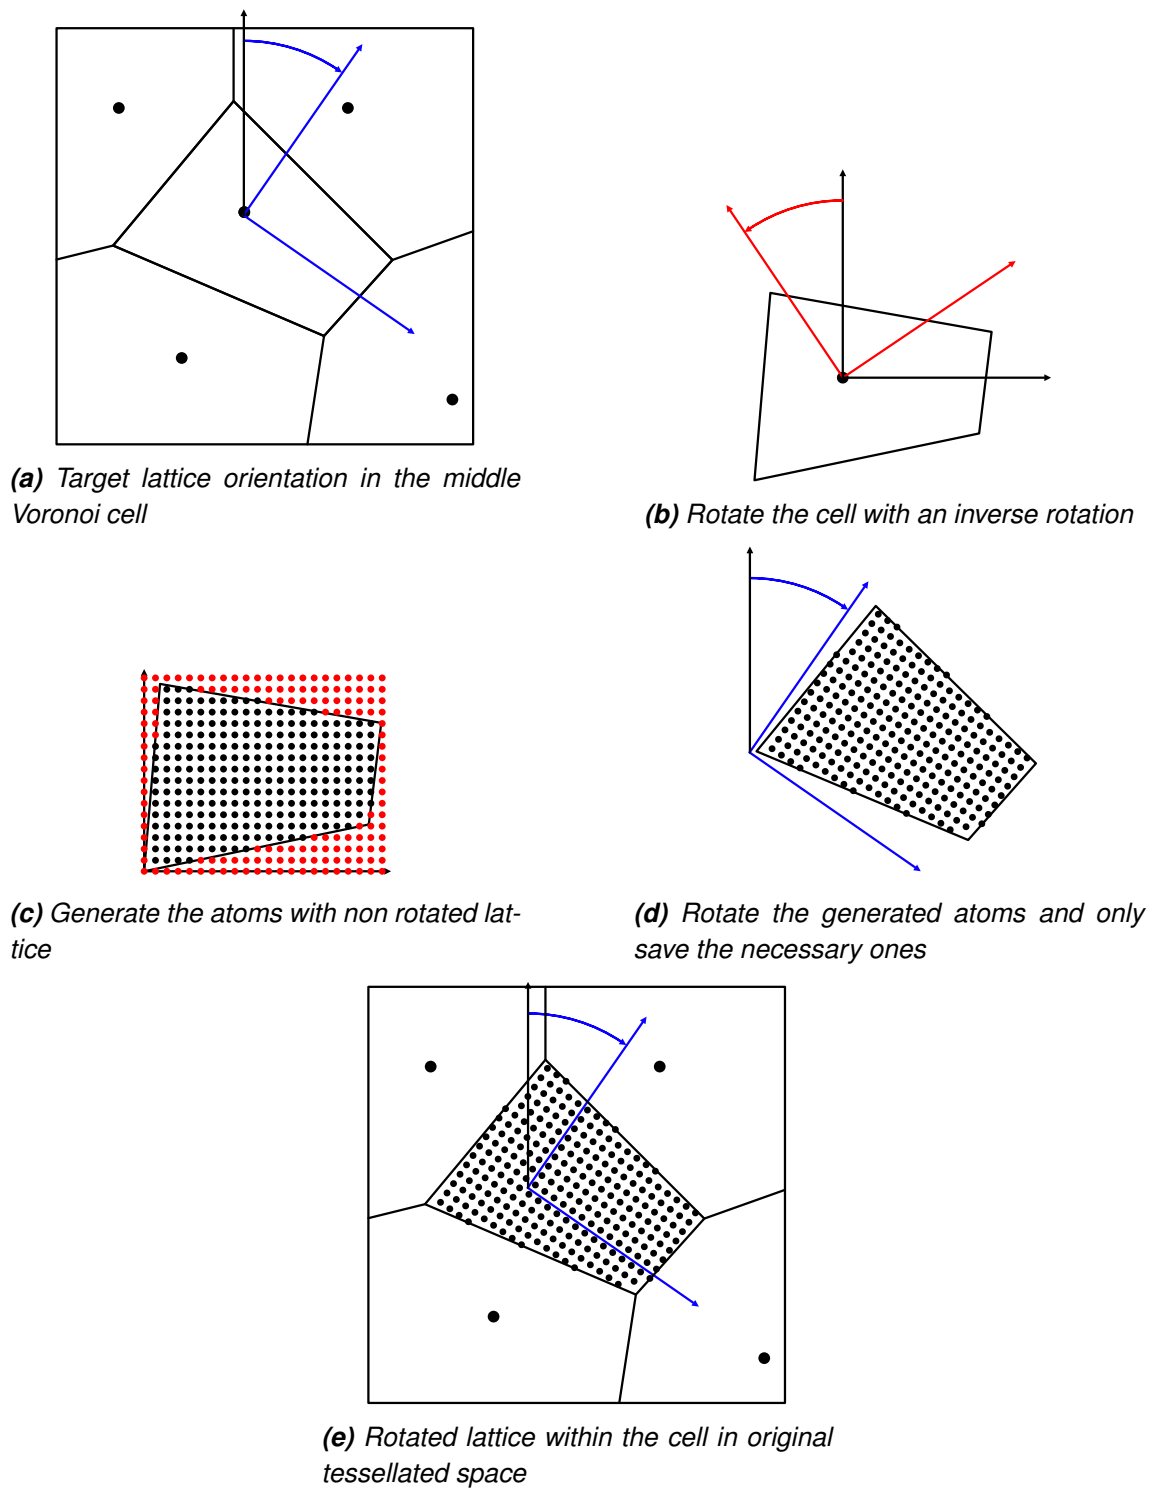 (a) Target lattice orientation in the middle
Voronoi cell
(b) Rotate the cell with an inverse rotation
(c) Generate the atoms with non rotated lat-
tice
(d) Rotate the generated atoms and only
save the necessary ones
(e) Rotated lattice within the cell in original
tessellated space